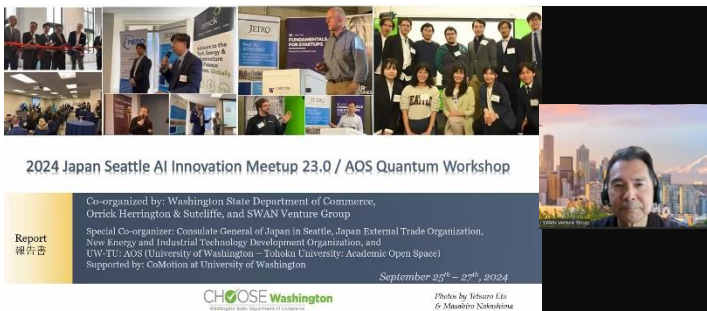 JETRO
FUNDAMENTALS
FOR STARTUPS
2024 Japan Seattle AI Innovation Meetup 23.0 / AOS Quantum Workshop
Report
報告書
Co-organized by: Washington State Department of Commerce,
Orrick Herrington & Sutcliffe, and SWAN Venture Group
Special Co-organizer: Consulate General of Japan in Seattle, Japan External Trade Organization,
New Energy and Industrial Technology Development Organization, and
UW-TU: AOS (University of Washington – Tohoku University: Academic Open Space)
Supported by: CoMotion at University of Washington
September 25th – 27th, 2024
CHOOSE Washington
Washington State Department of Commerce
Photos by Tetsuro Eto
& Masahiro Nakashima
SWAN Venture Group